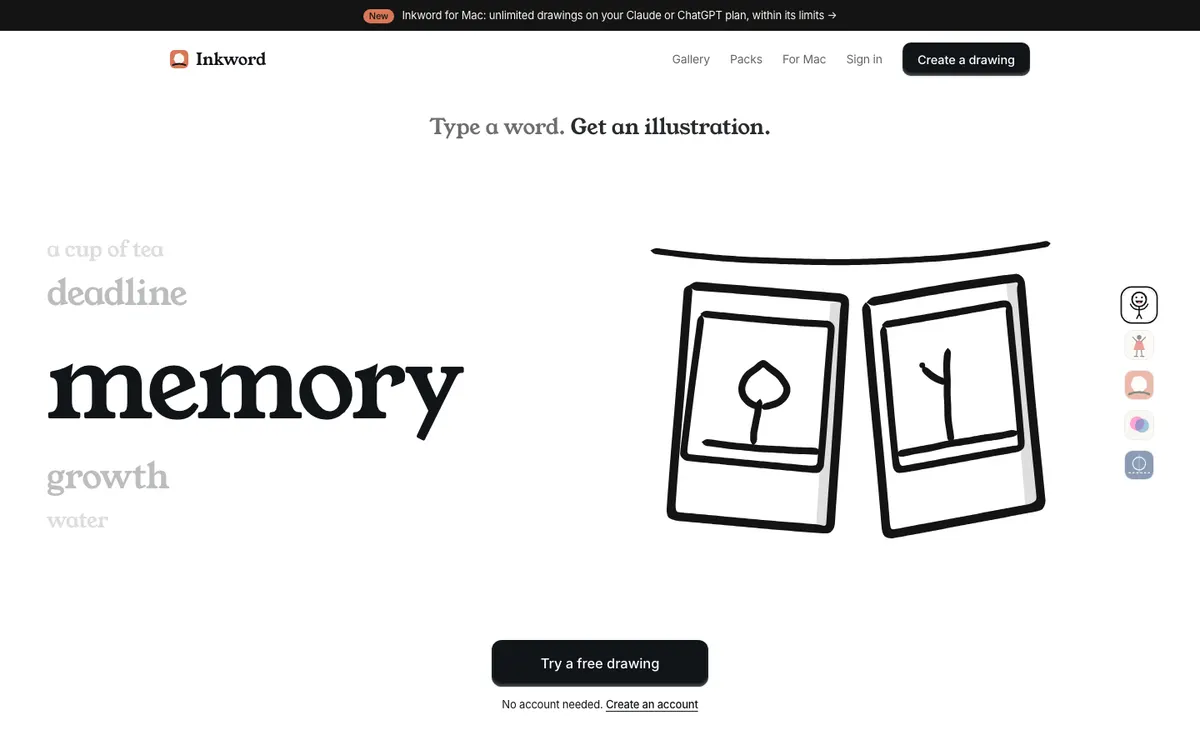 New Inkword for Mac: unlimited drawings on your Claude or ChatGPT plan, within its limits →
Inkword Gallery Packs For Mac Sign in Create a drawing
Type a word. Get an illustration.
a cup of tea
deadline
memory
growth
water
Try a free drawing
No account needed. Create an account